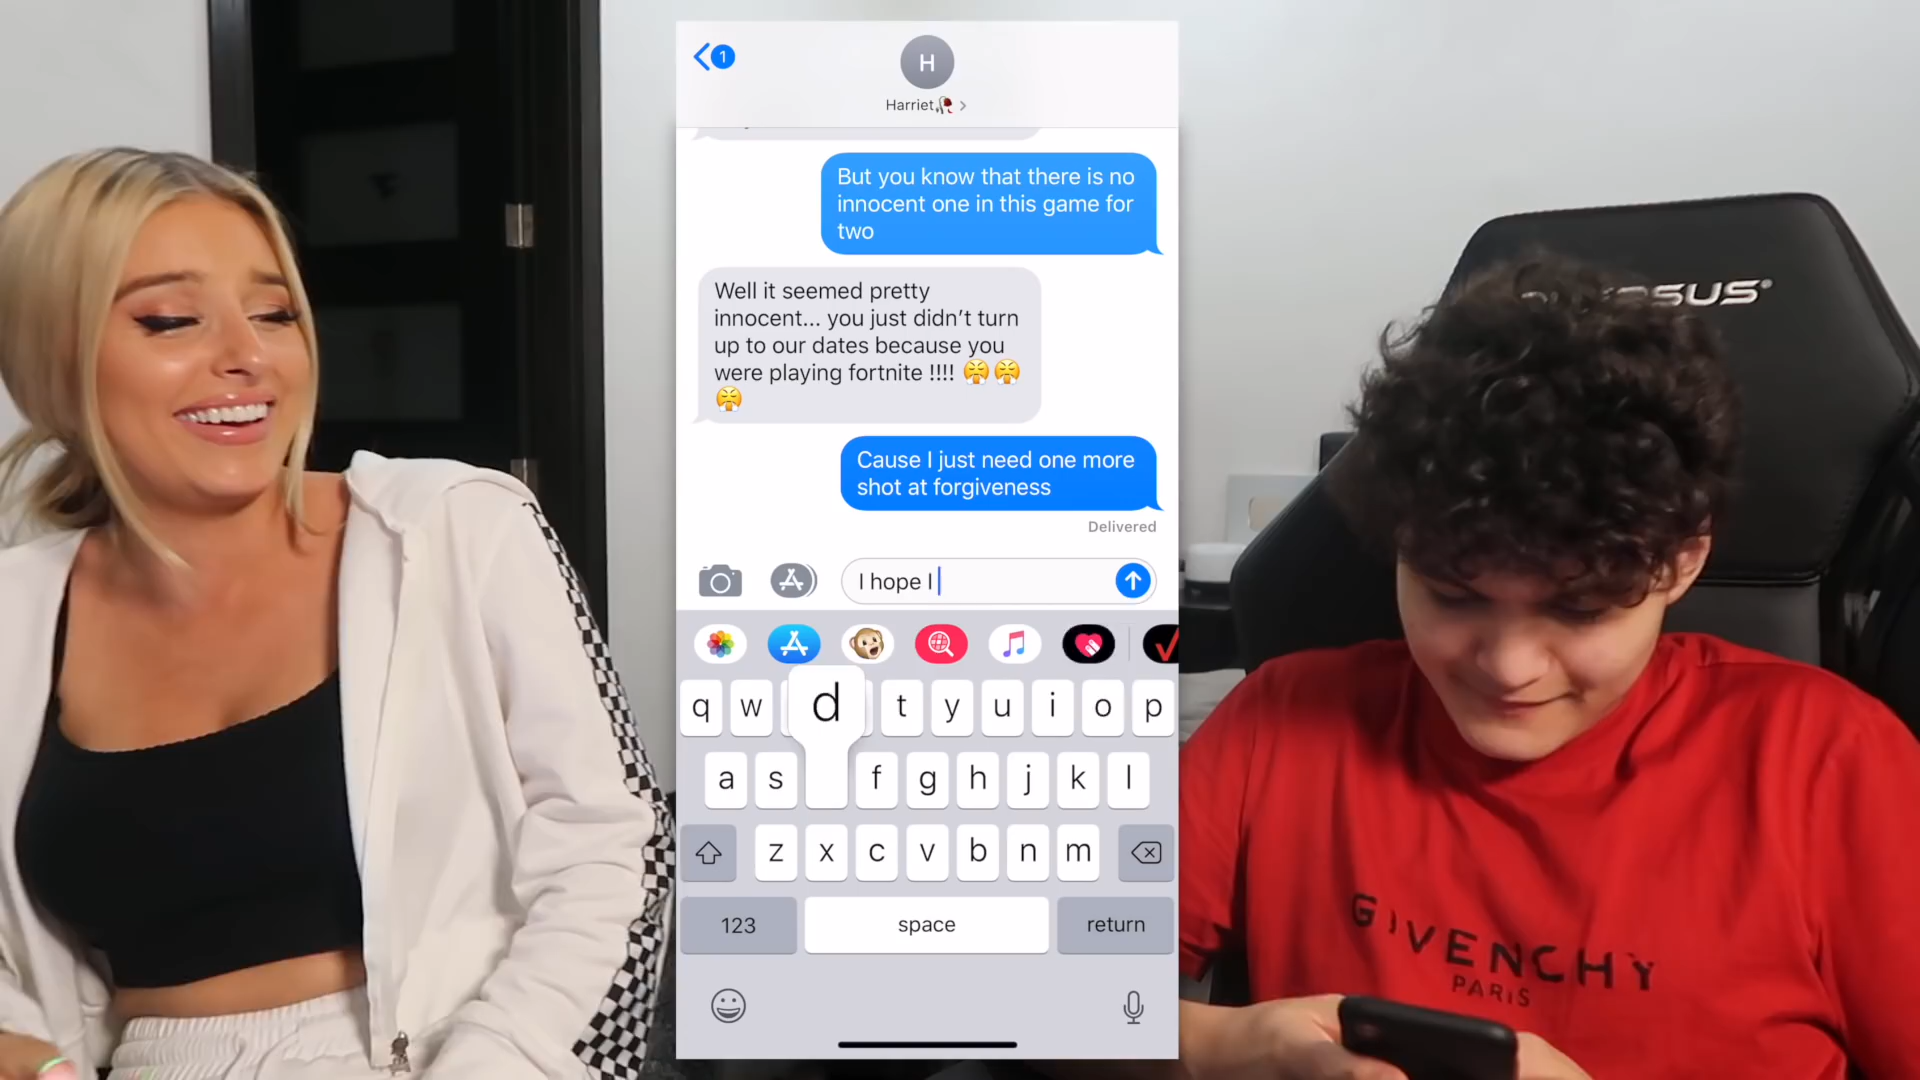 1
H
Harriet🥀 >
But you know that there is no
innocent one in this game for
two
Well it seemed pretty
innocent... you just didn't turn
up to our dates because you
were playing fortnite !!!! 😤😤
😤
Cause I just need one more
shot at forgiveness
Delivered
I hope I
q w d t y u i o p
a s f g h j k l
z x c v b n m
123 space return
GIVENCHY
PARIS